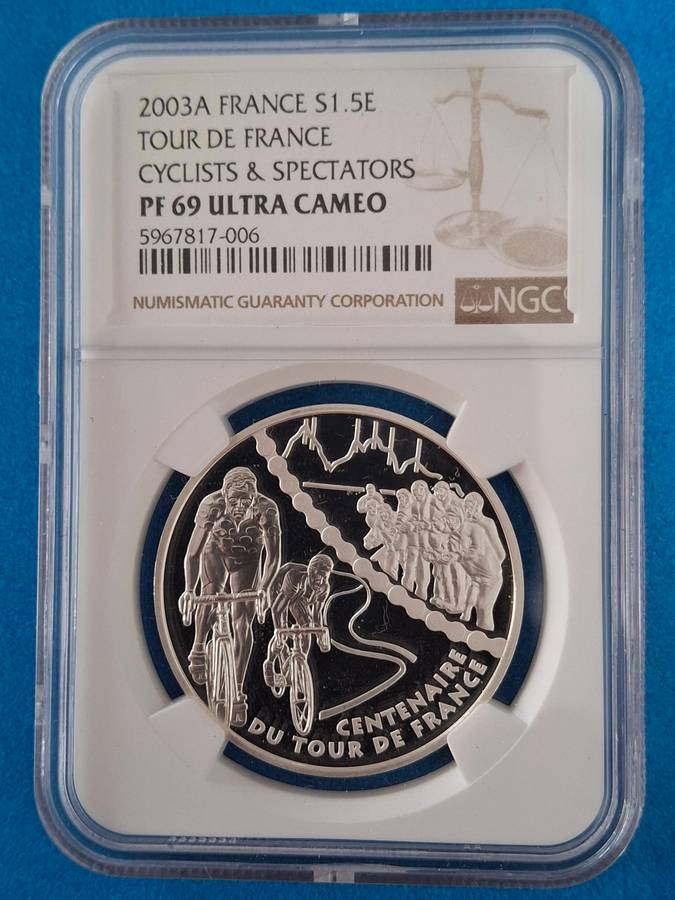 2003A FRANCE S1.5E
TOUR DE FRANCE
CYCLISTS & SPECTATORS
PF 69 ULTRA CAMEO
5967817-006
NUMISMATIC GUARANTY CORPORATION
NGC
CENTENAIRE
DU TOUR DE FRANCE